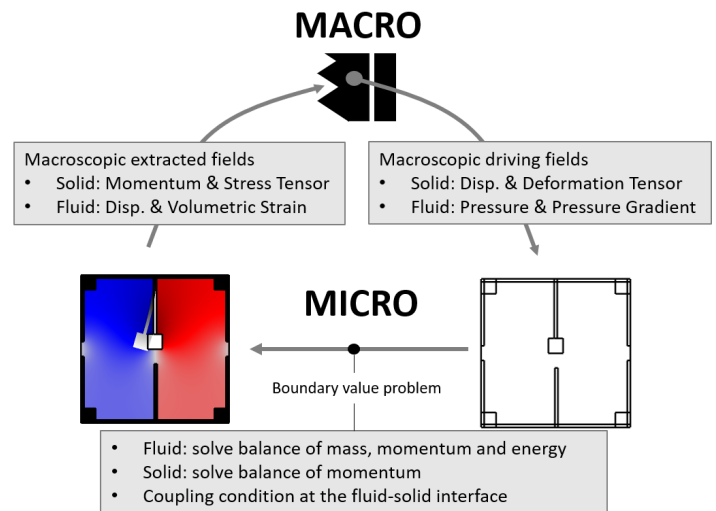 MACRO
Macroscopic extracted fields
• Solid: Momentum & Stress Tensor
• Fluid: Disp. & Volumetric Strain
Macroscopic driving fields
• Solid: Disp. & Deformation Tensor
• Fluid: Pressure & Pressure Gradient
MICRO
Boundary value problem
• Fluid: solve balance of mass, momentum and energy
• Solid: solve balance of momentum
• Coupling condition at the fluid-solid interface